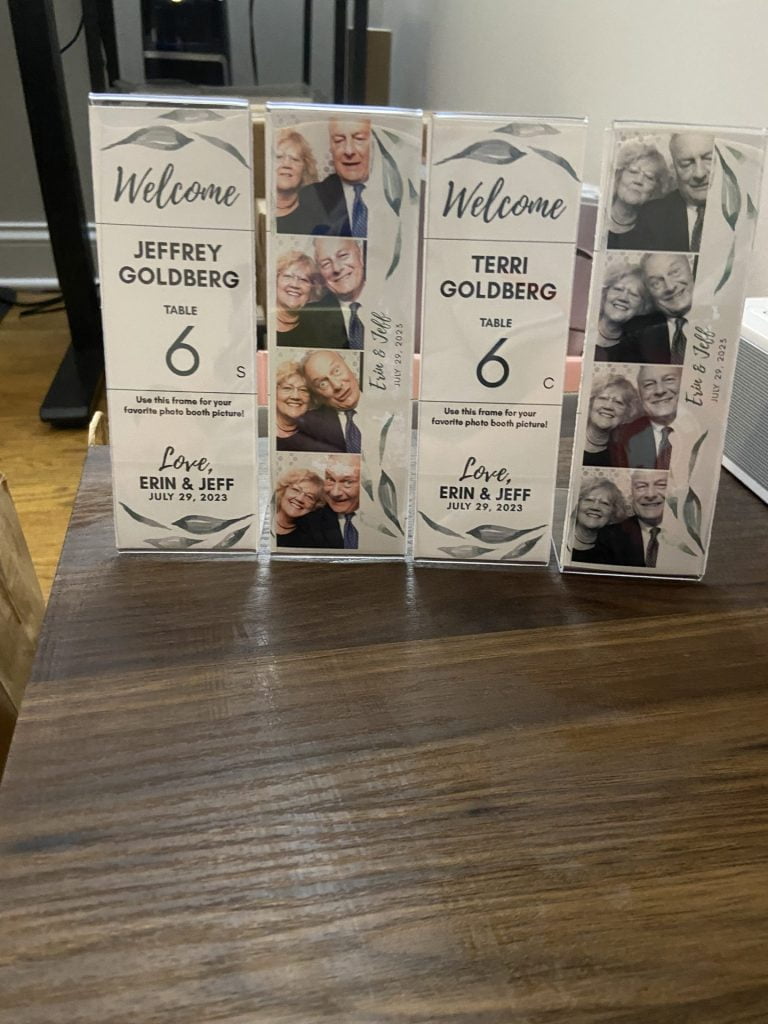 Welcome
JEFFREY
GOLDBERG
TABLE
6
S
Use this frame for your
favorite photo booth picture!
Love,
ERIN & JEFF
JULY 29, 2023
Erin & Jeff
JULY 29, 2023
Welcome
TERRI
GOLDBERG
TABLE
6
C
Use this frame for your
favorite photo booth picture!
Love,
ERIN & JEFF
JULY 29, 2023
Erin & Jeff
JULY 29, 2023